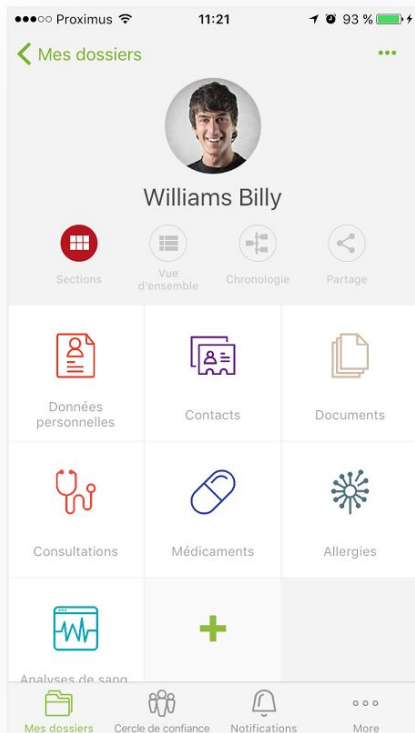 Proximus 11:21 93 %
Mes dossiers
Williams Billy
Sections Vue Chronologie Partage
d'ensemble
Données Contacts Documents
personnelles
Consultations Médicaments Allergies
Analyses de sang
Mes dossiers Cercle de confiance Notifications More